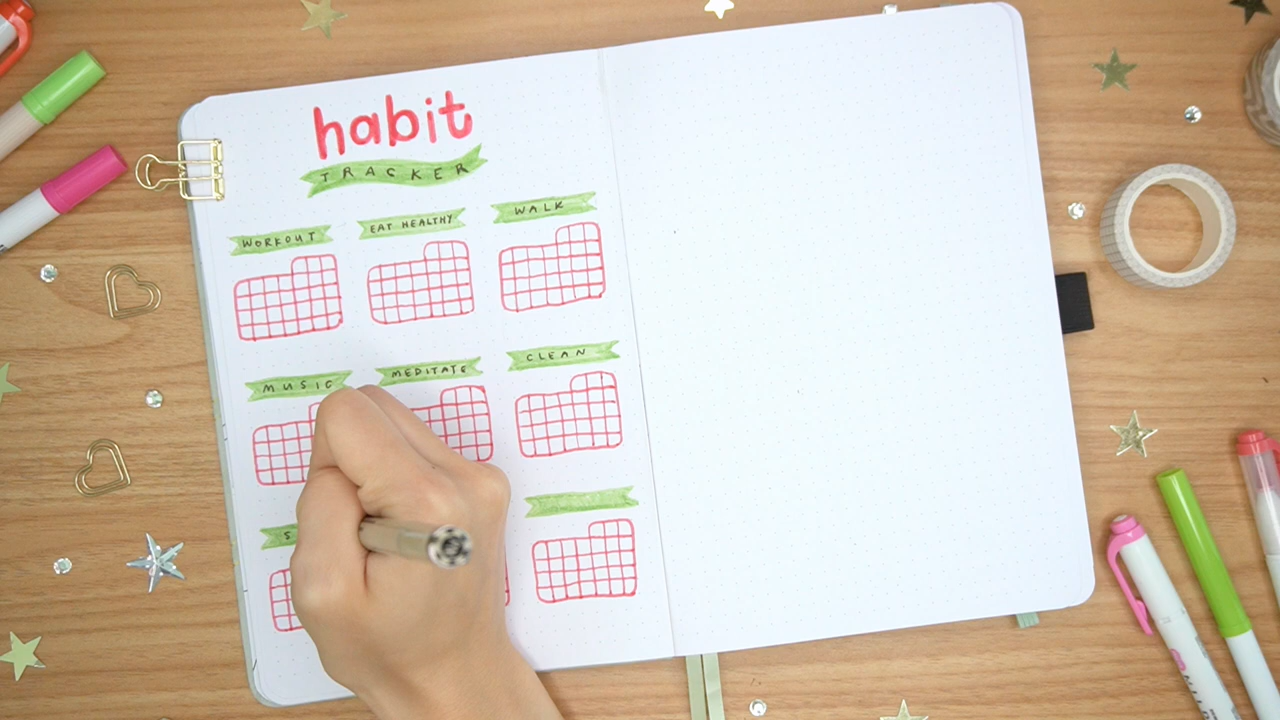 habit
TRACKER
WORKOUT EAT HEALTHY WALK
MUSIC MEDITATE CLEAN